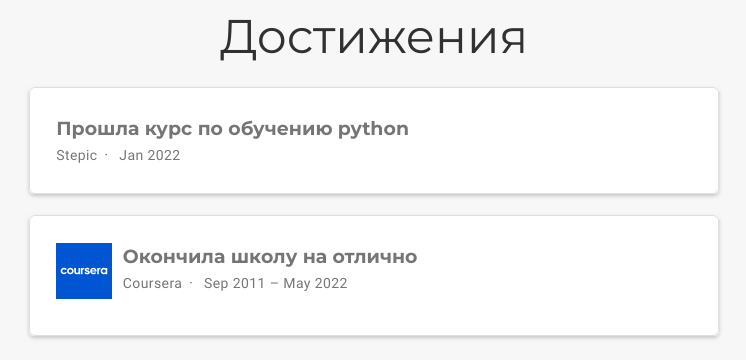 Достижения
Прошла курс по обучению python
Stepic · Jan 2022
coursera
Окончила школу на отлично
Coursera · Sep 2011 – May 2022